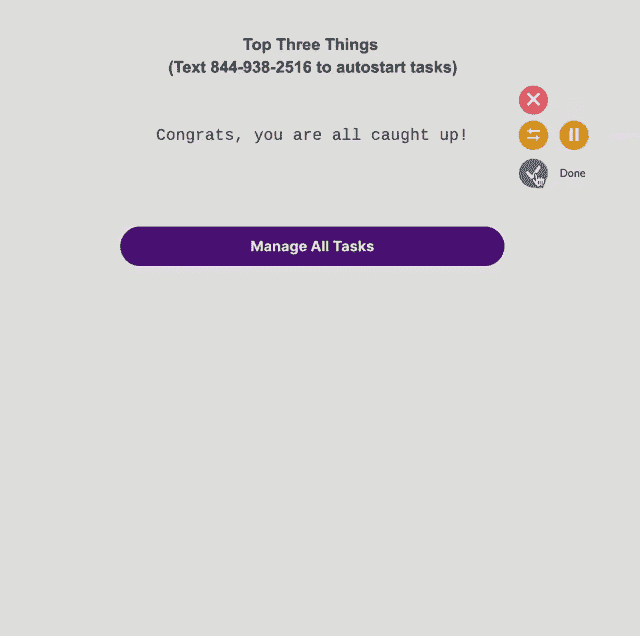 Top Three Things
(Text 844-938-2516 to autostart tasks)
Congrats, you are all caught up!
Done
Manage All Tasks